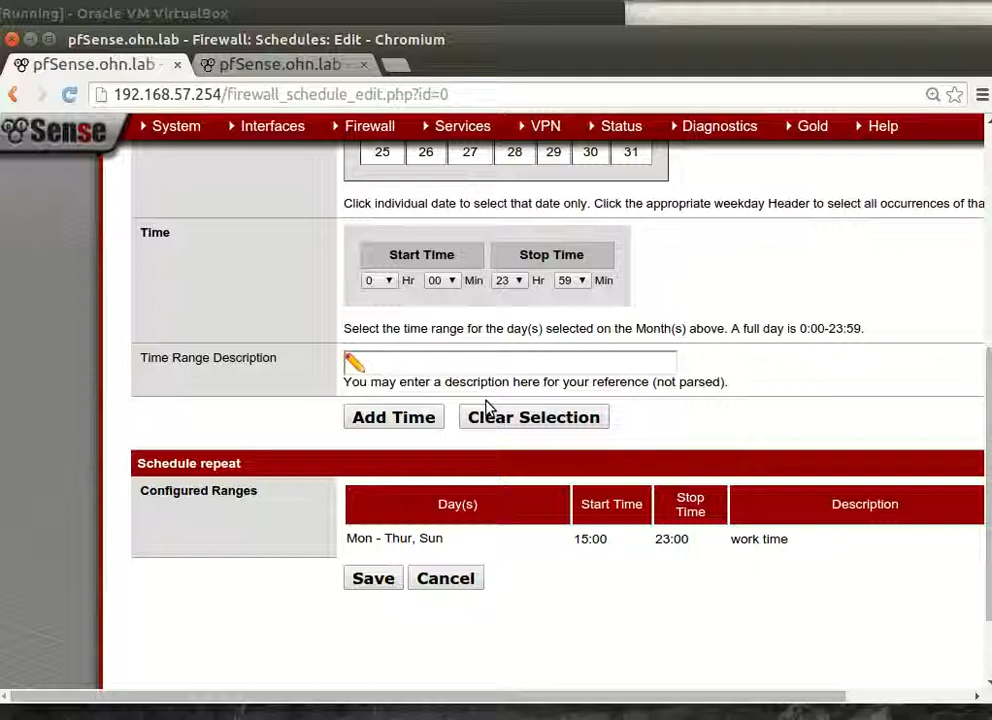 [Running] - Oracle VM VirtualBox
pfSense.ohn.lab - Firewall: Schedules: Edit - Chromium
pfSense.ohn.lab - × pfSense.ohn.lab - ×
192.168.57.254/firewall_schedule_edit.php?id=0
Sense System Interfaces Firewall Services VPN Status Diagnostics Gold Help
25 26 27 28 29 30 31
Click individual date to select that date only. Click the appropriate weekday Header to select all occurrences of tha
Time
Start Time Stop Time
0 Hr 00 Min 23 Hr 59 Min
Select the time range for the day(s) selected on the Month(s) above. A full day is 0:00-23:59.
Time Range Description
You may enter a description here for your reference (not parsed).
Add Time Clear Selection
Schedule repeat
Configured Ranges
Day(s) Start Time Stop Time Description
Mon - Thur, Sun 15:00 23:00 work time
Save Cancel